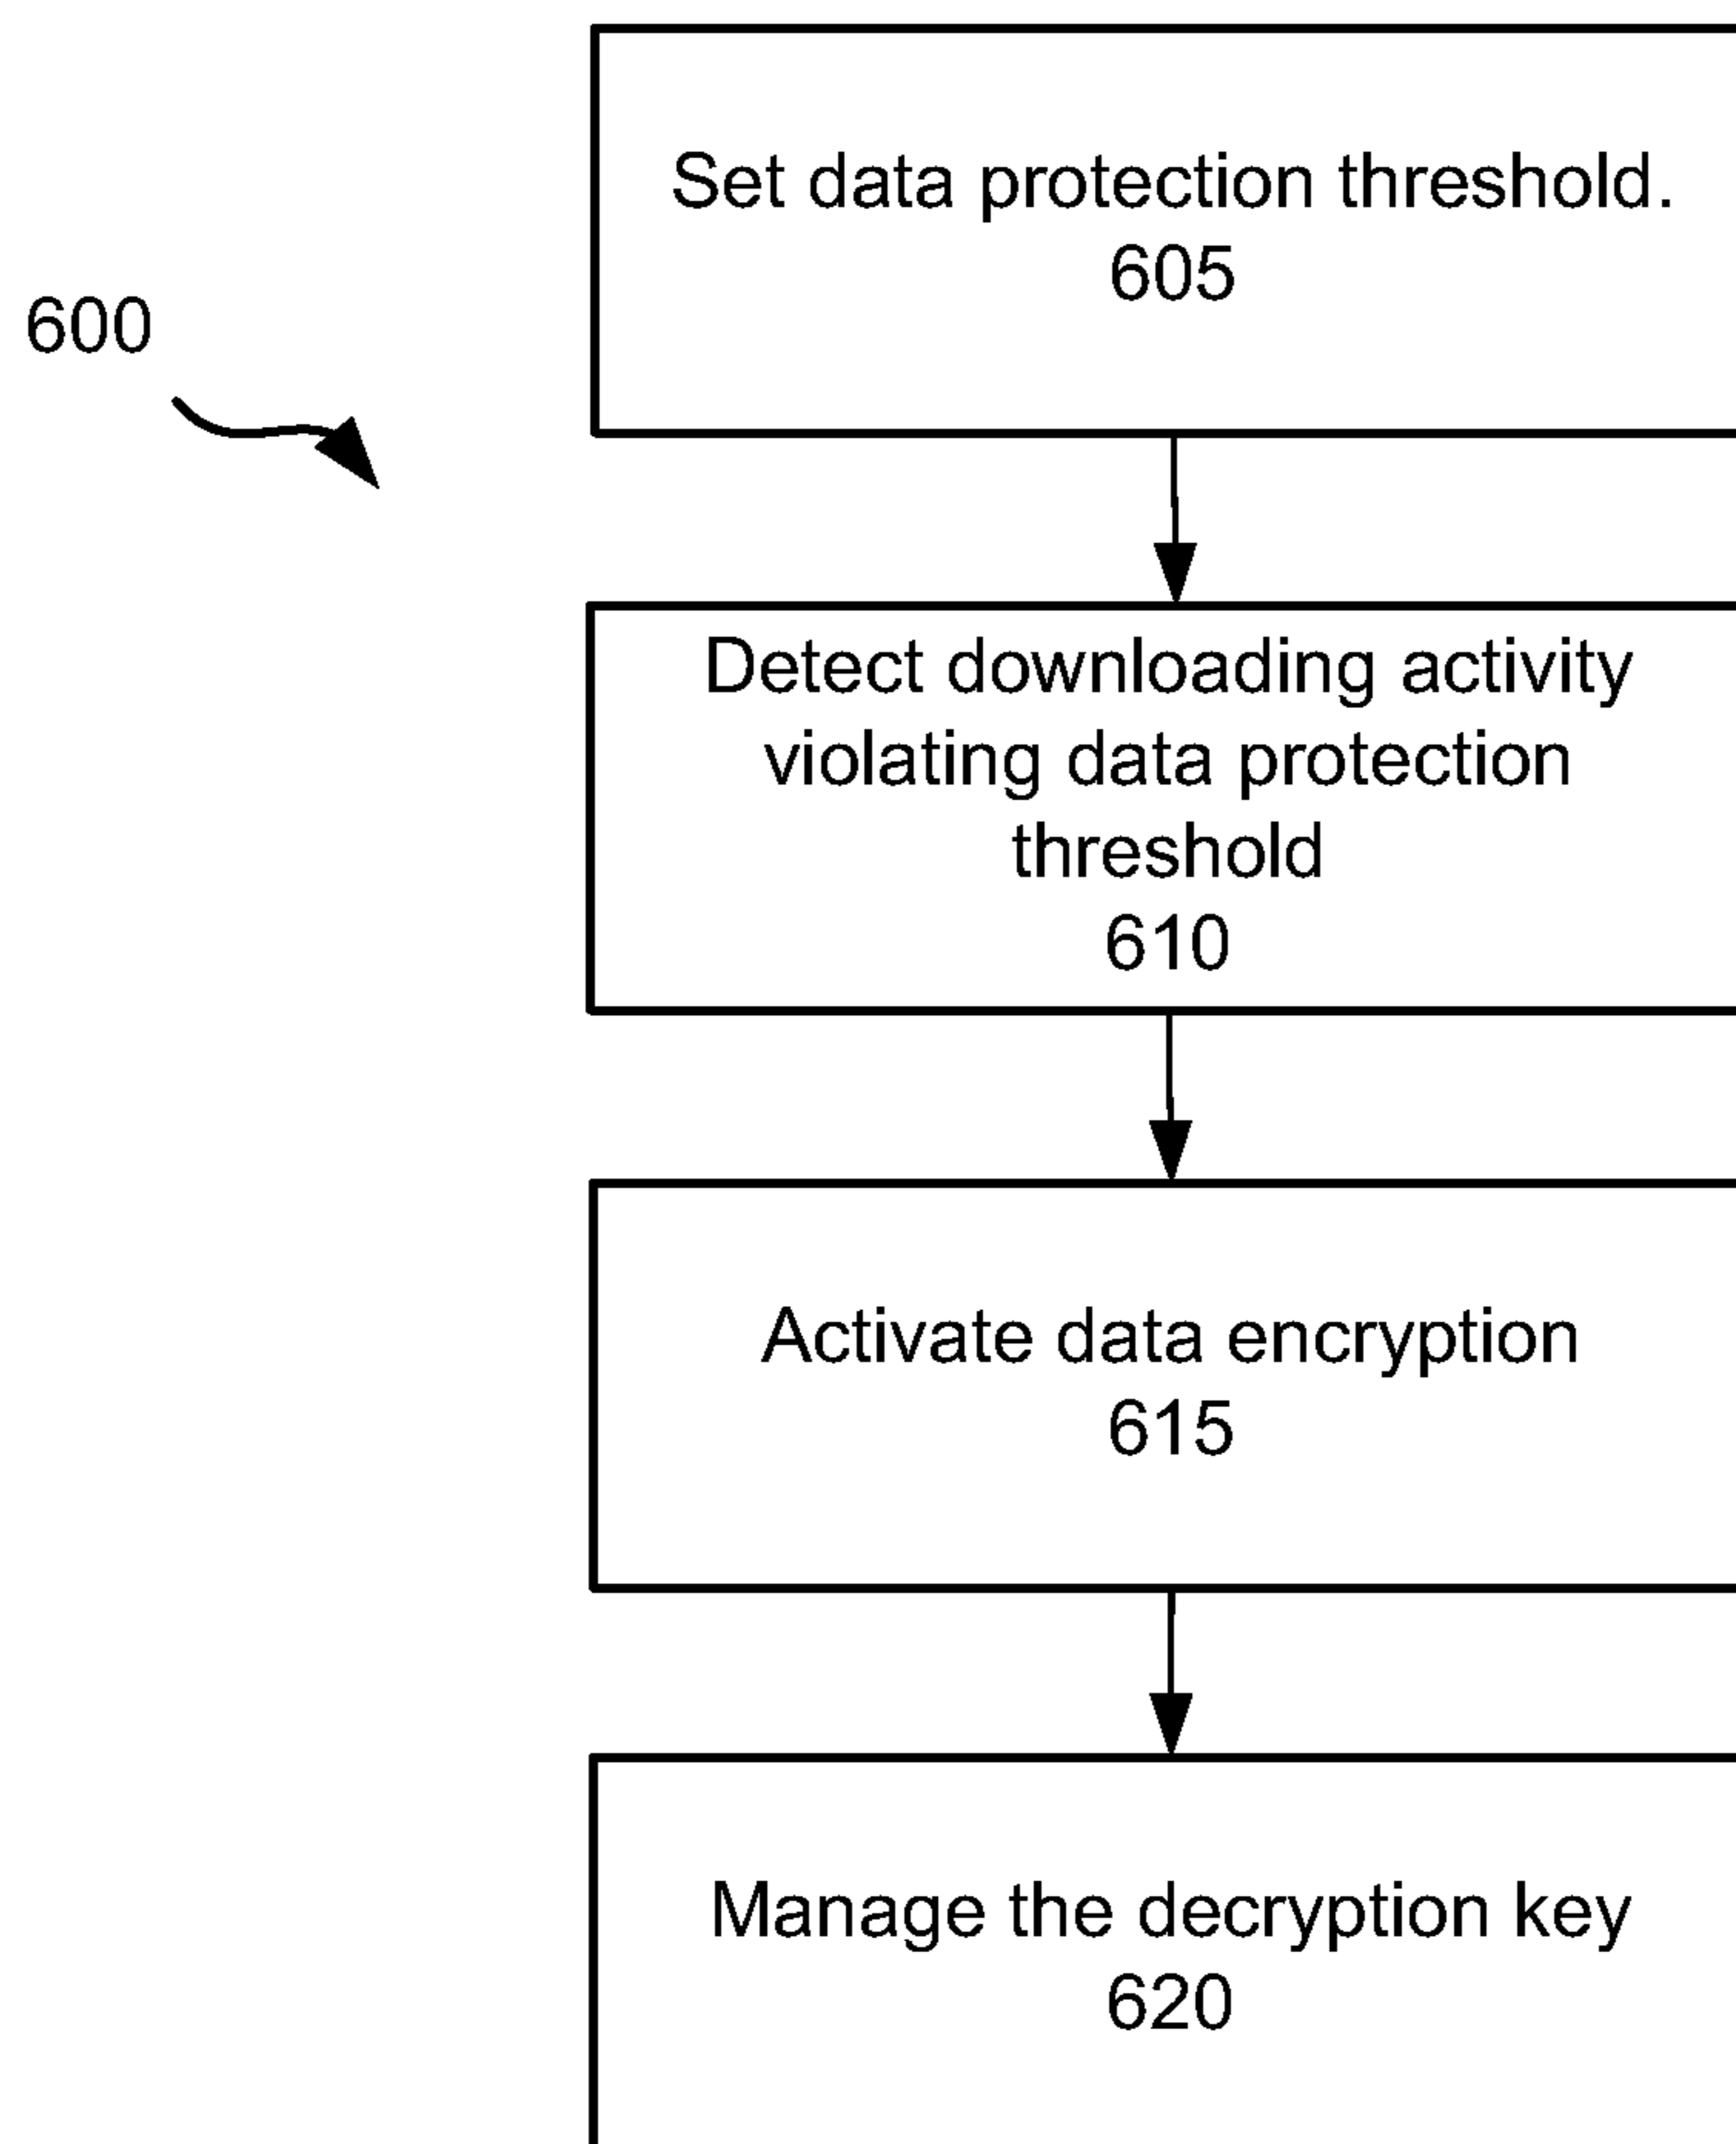 Set data protection threshold.
605
600
Detect downloading activity
violating data protection
threshold
610
Activate data encryption
615
Manage the decryption key
620